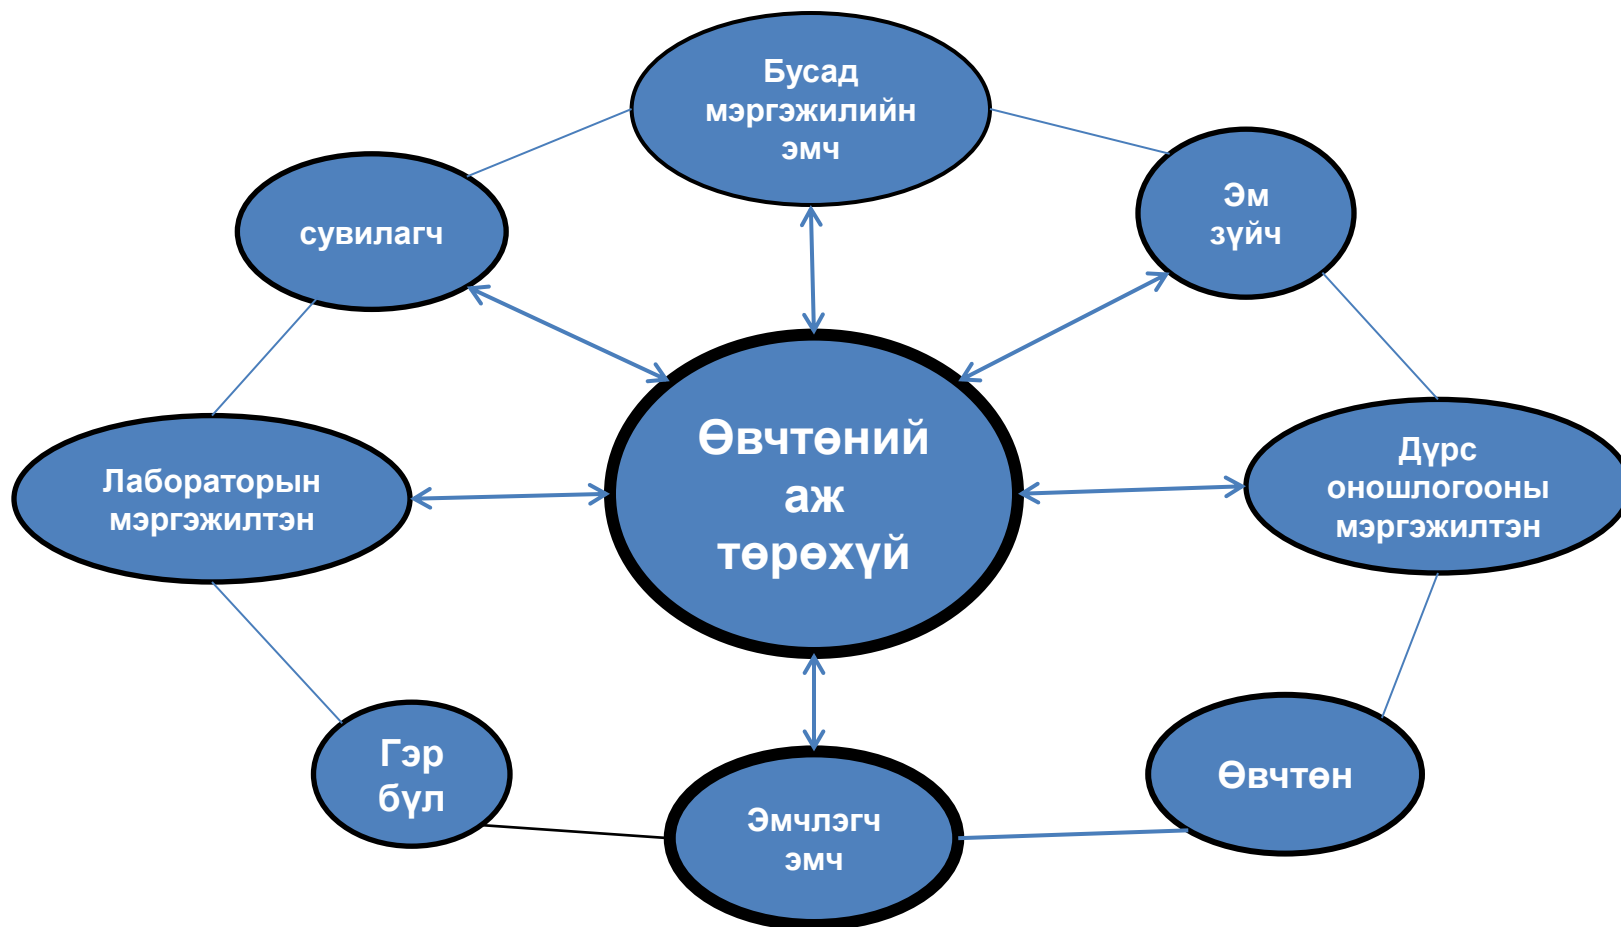 Бусад
мэргэжилийн
эмч
Эм
зүйч
сувилагч
Өвчтөний
аж
төрөхүй
Лабораторын
мэргэжилтэн
Дүрс
оношлогооны
мэргэжилтэн
Гэр
бүл
Эмчлэгч
эмч
Өвчтөн